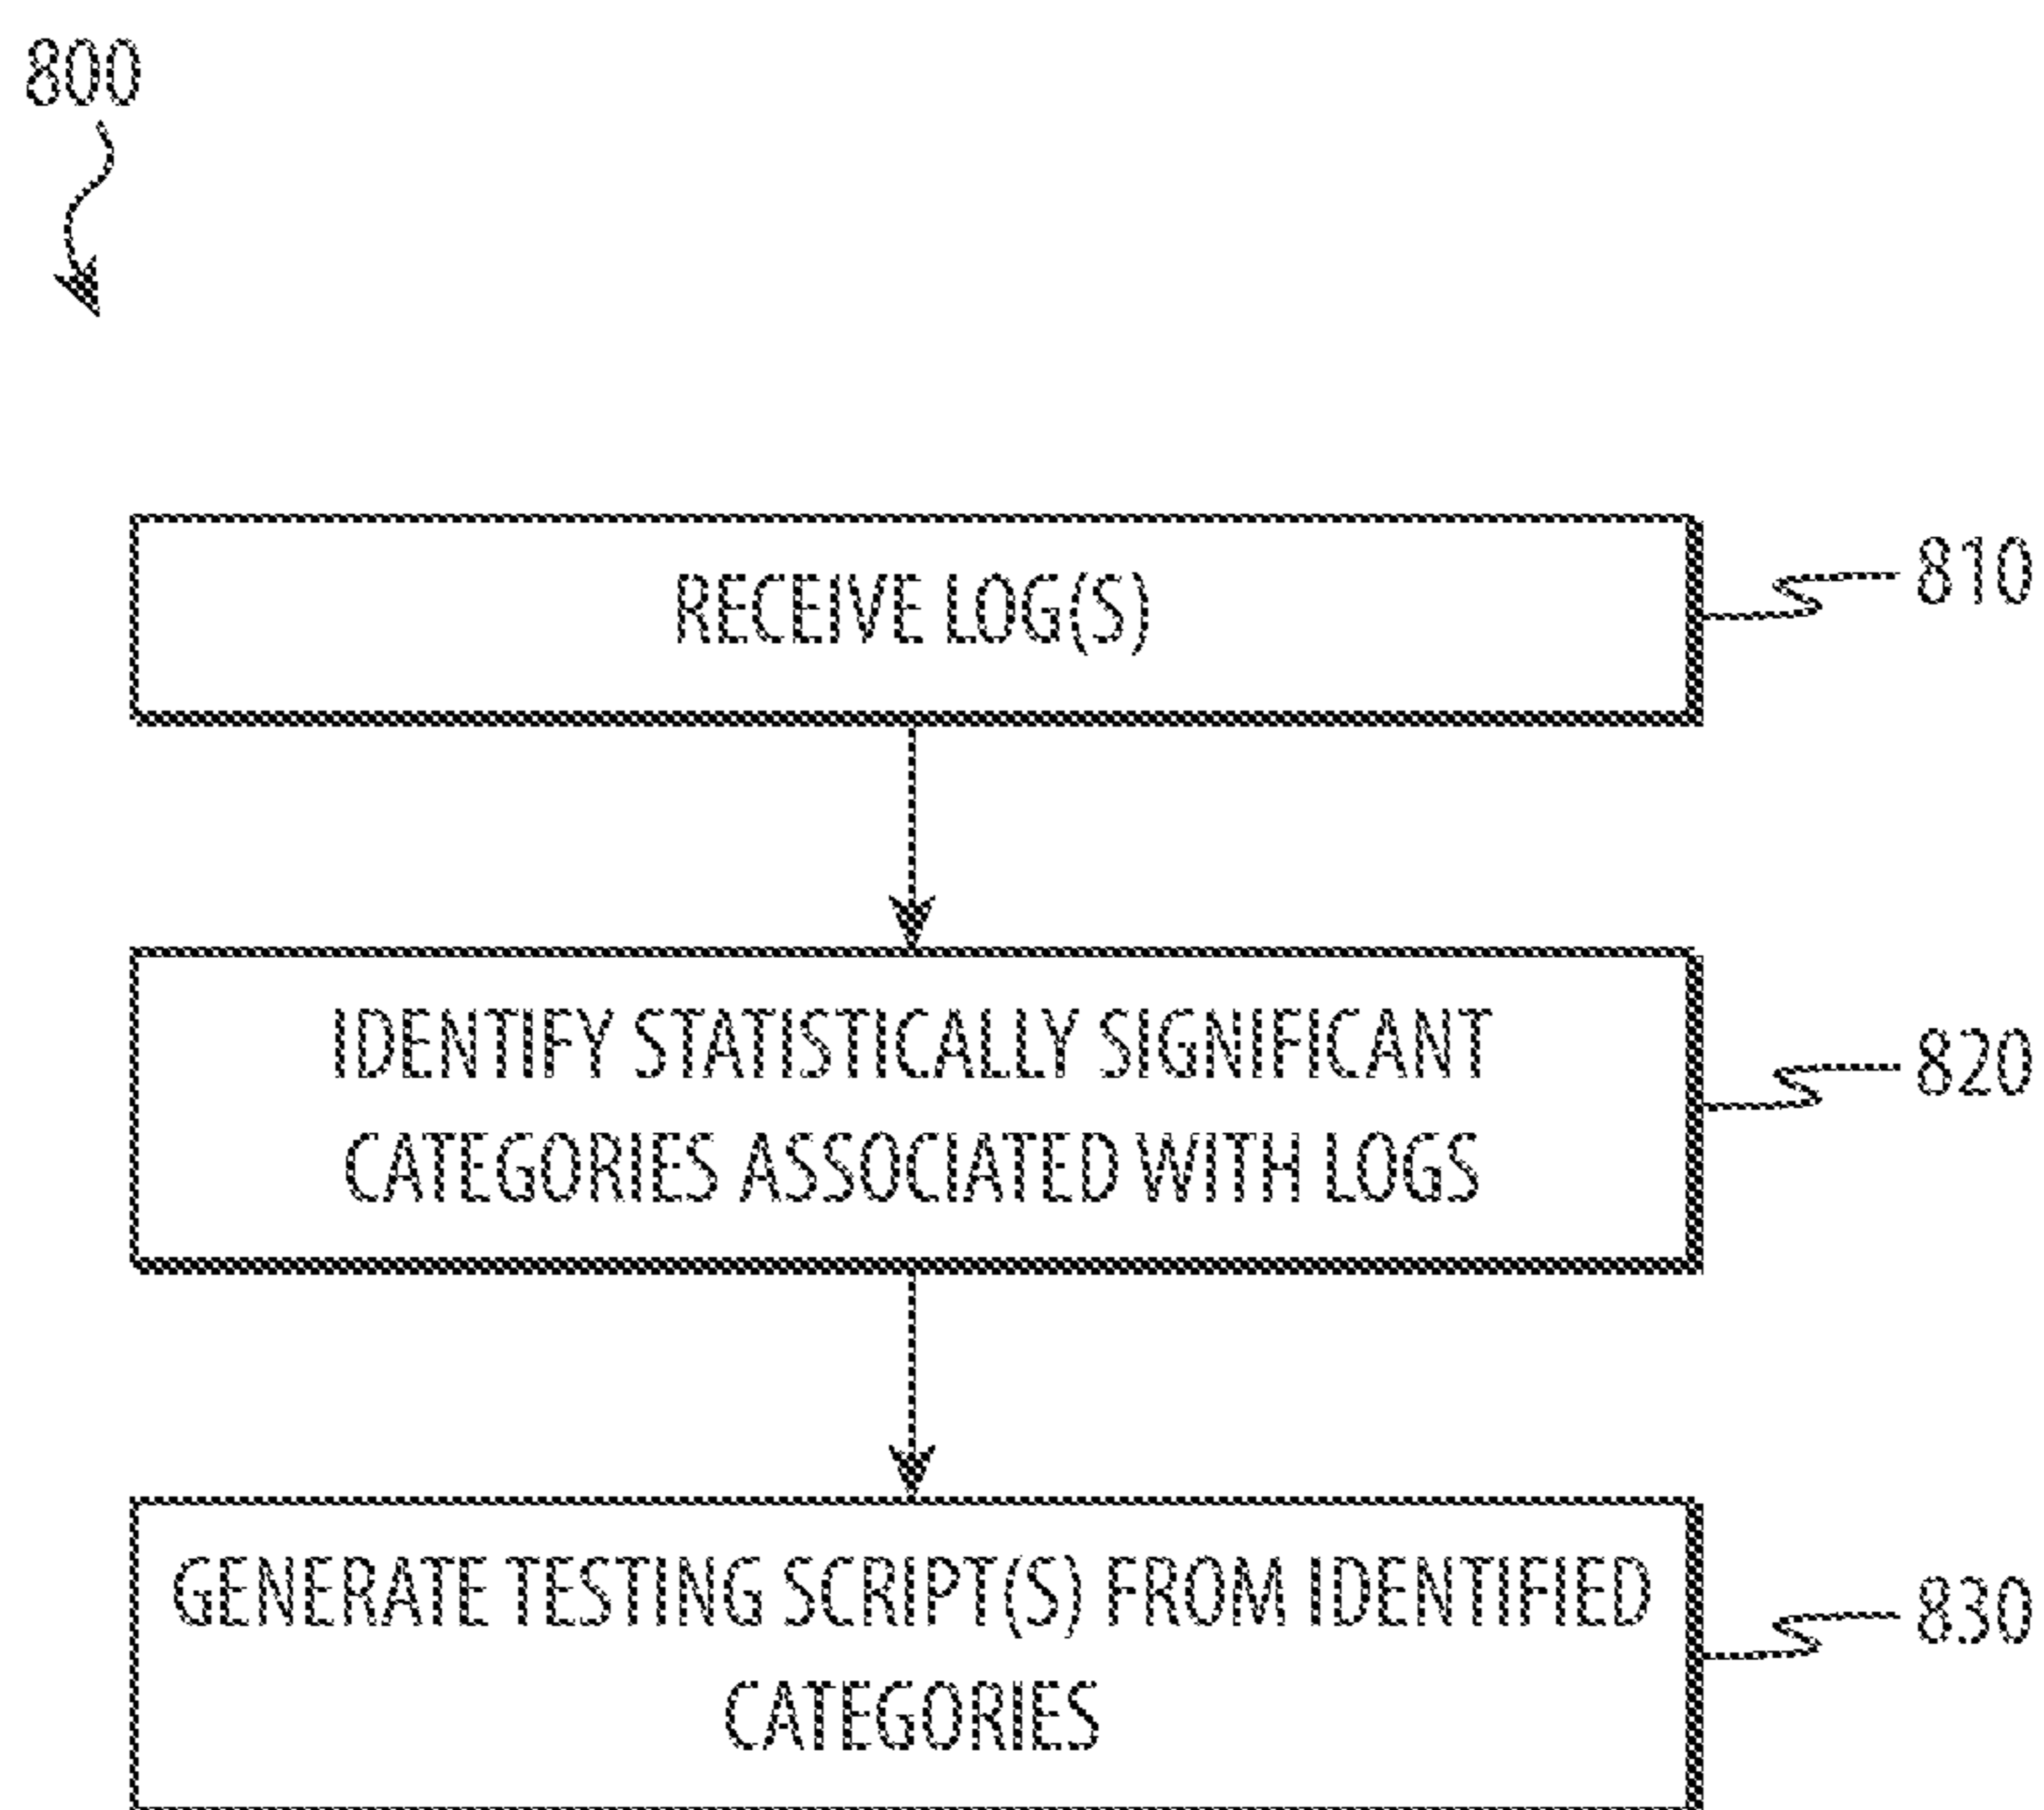 800
RECEIVE LOG(S)
810
IDENTIFY STATISTICALLY SIGNIFICANT
CATEGORIES ASSOCIATED WITH LOGS
820
GENERATE TESTING SCRIPT(S) FROM IDENTIFIED
CATEGORIES
830